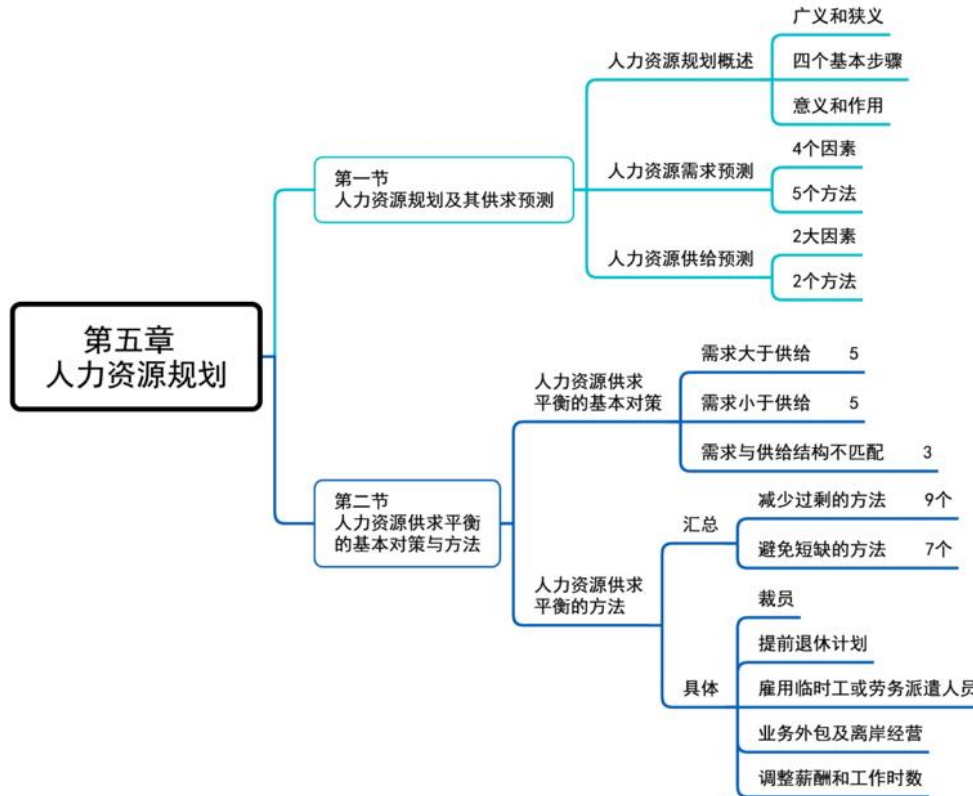 第五章
人力资源规划
第一节
人力资源规划及其供求预测
人力资源规划概述
广义和狭义
四个基本步骤
意义和作用
人力资源需求预测
4个因素
5个方法
人力资源供给预测
2大因素
2个方法
第二节
人力资源供求平衡
的基本对策与方法
人力资源供求
平衡的基本对策
需求大于供给 5
需求小于供给 5
需求与供给结构不匹配 3
人力资源供求
平衡的方法
汇总
减少过剩的方法 9个
避免短缺的方法 7个
具体
裁员
提前退休计划
雇用临时工或劳务派遣人员
业务外包及离岸经营
调整薪酬和工作时数